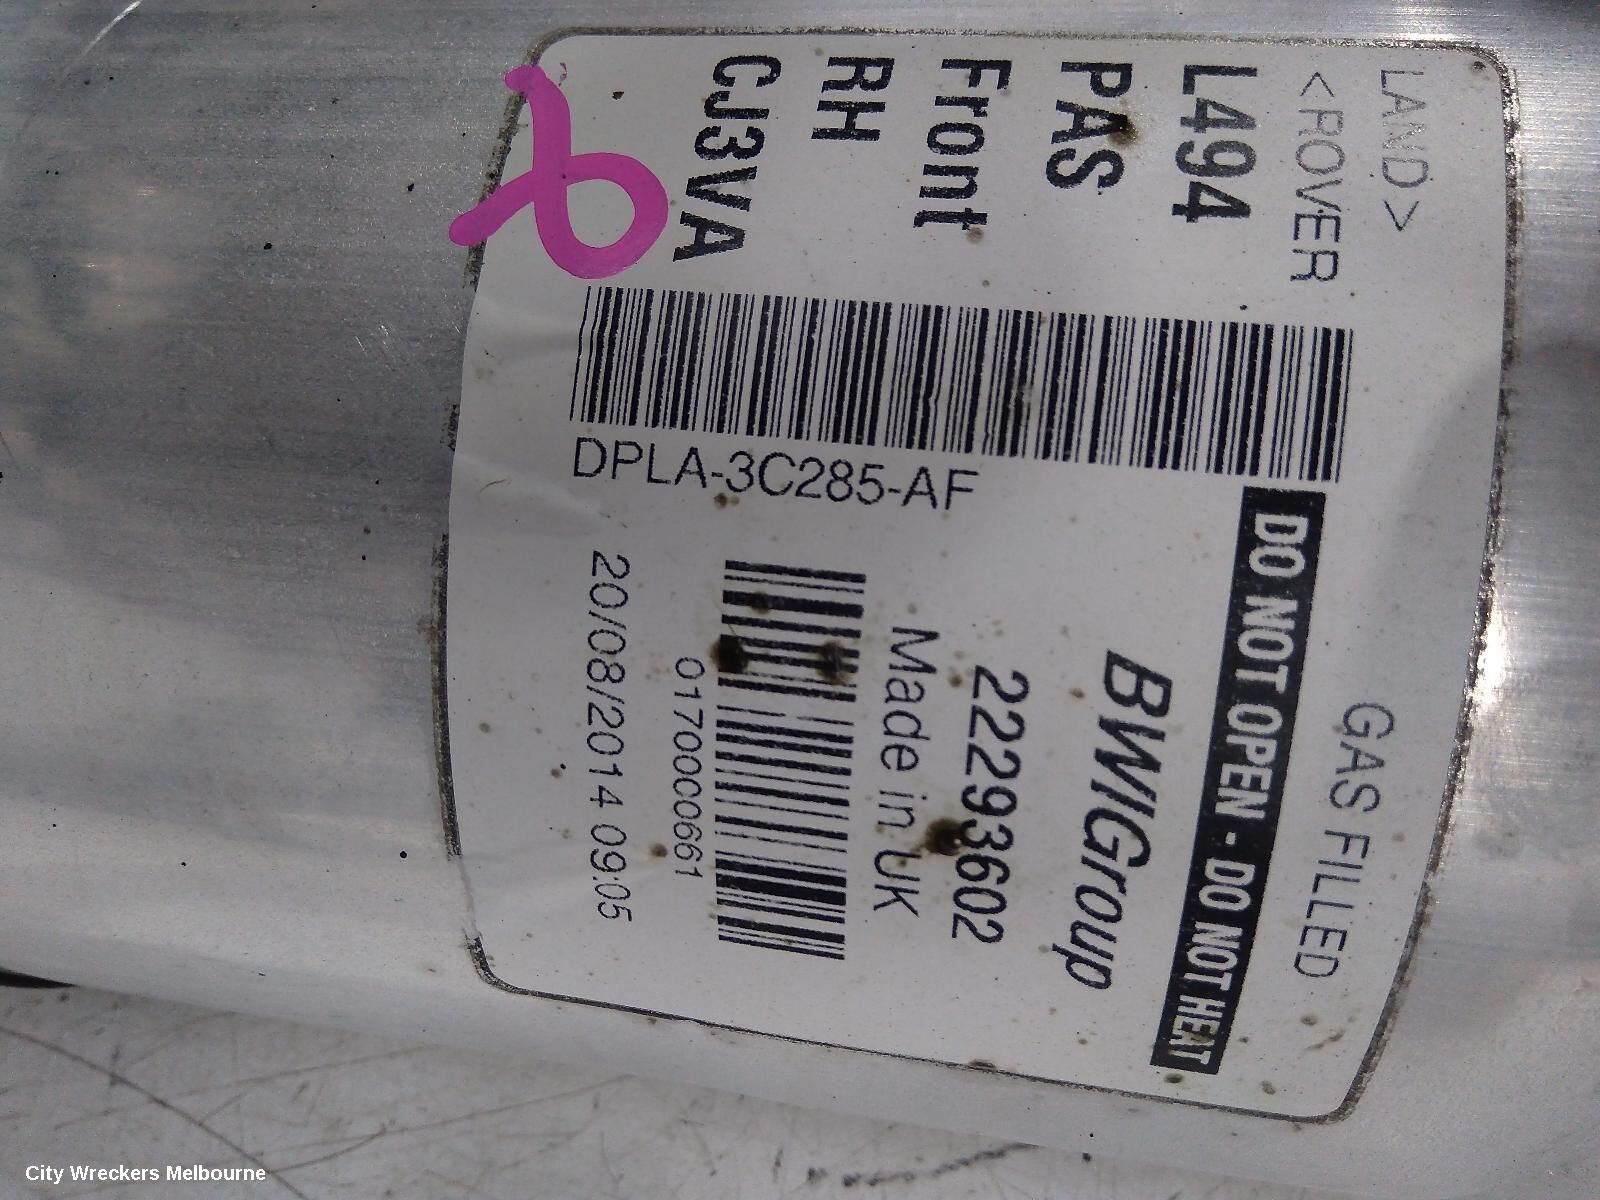 LAND >
<ROVER
L494
PAS
Front
RH
CJ3VA
DPLA-3C285-AF
GAS FILLED
DO NOT OPEN - DO NOT HEAT
BWIGroup
22293602
Made in UK
0170000661
20/08/2014 09:05
City Wreckers Melbourne